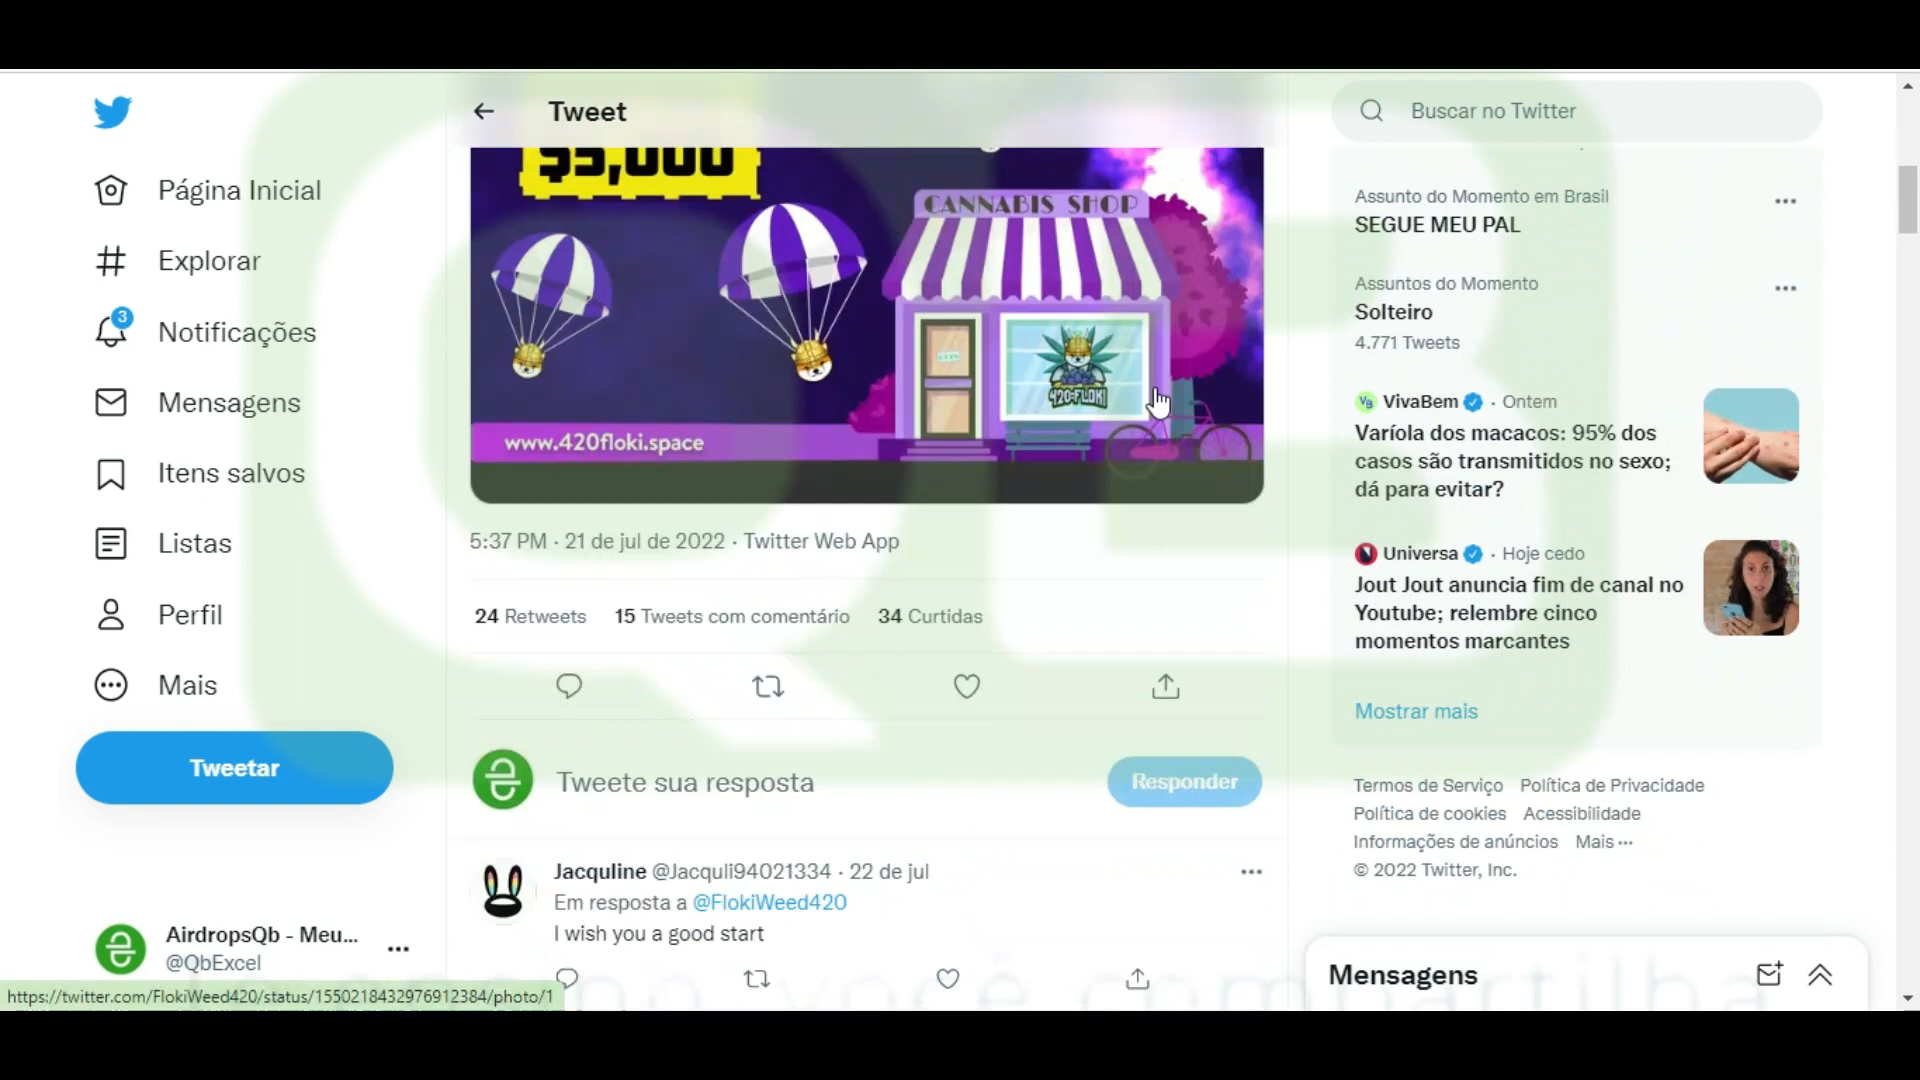 Tweet
Buscar no Twitter
Página Inicial
Explorar
3
Notificações
Mensagens
Itens salvos
Listas
Perfil
Mais
Tweetar
AirdropsQb - Meu...
@QbExcel
$5,000
CANNABIS SHOP
420-FLOKI
www.420floki.space
5:37 PM · 21 de jul de 2022 · Twitter Web App
24 Retweets 15 Tweets com comentário 34 Curtidas
Tweete sua resposta
Responder
Jacquline @Jacquli94021334 · 22 de jul
Em resposta a @FlokiWeed420
I wish you a good start
Assunto do Momento em Brasil
SEGUE MEU PAL
Assuntos do Momento
Solteiro
4.771 Tweets
VB VivaBem · Ontem
Varíola dos macacos: 95% dos
casos são transmitidos no sexo;
dá para evitar?
Universa · Hoje cedo
Jout Jout anuncia fim de canal no
Youtube; relembre cinco
momentos marcantes
Mostrar mais
Termos de Serviço Política de Privacidade
Política de cookies Acessibilidade
Informações de anúncios Mais ···
© 2022 Twitter, Inc.
Mensagens
https://twitter.com/FlokiWeed420/status/1550218432976912384/photo/1
QB
você compartilha